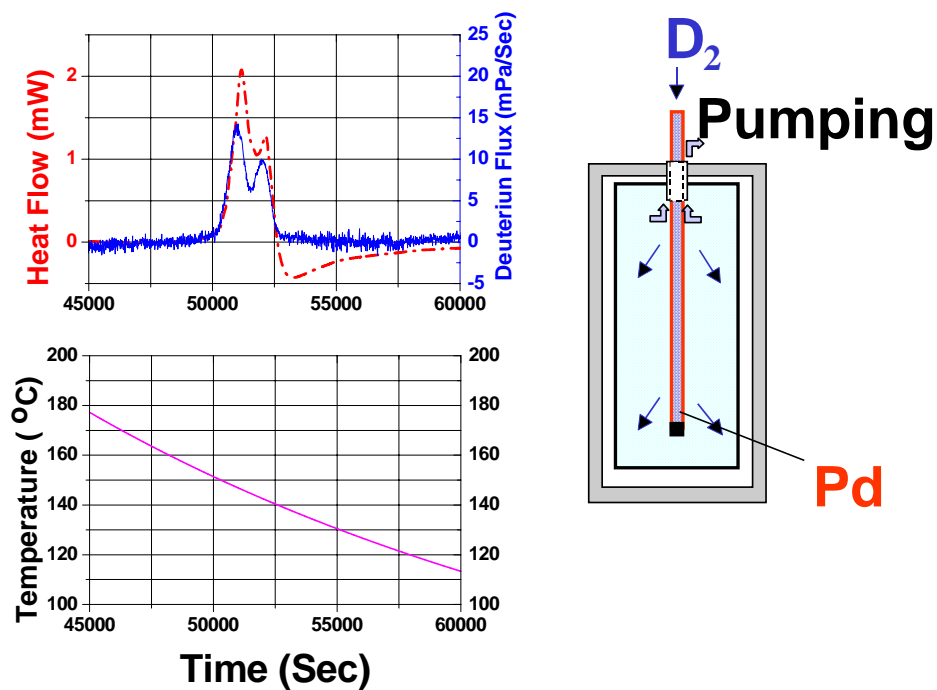 Heat Flow (mW)
2
1
0
25
20
15
10
5
0
-5
Deuteriun Flux (mPa/Sec)
45000 50000 55000 60000
Temperature ( ⁰C)
200
180
160
140
120
100
200
180
160
140
120
100
45000 50000 55000 60000
Time (Sec)
D₂
Pumping
Pd